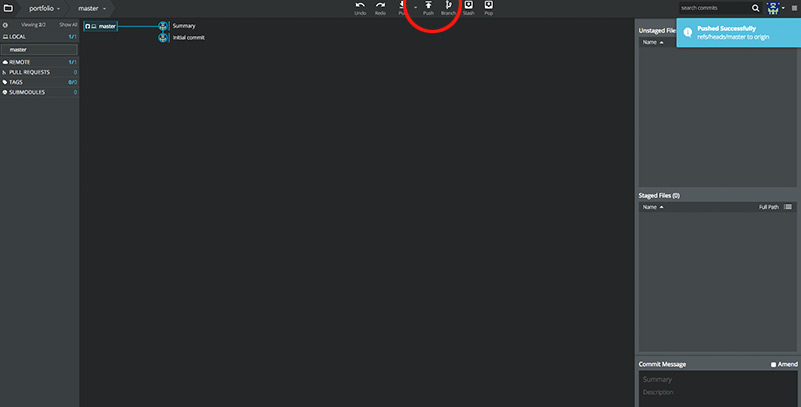 portfolio
master
Undo
Redo
Pull
Push
Branch
Stash
Pop
search commits
Viewing 2/2
Show All
LOCAL 1/1
master
REMOTE 1/1
PULL REQUESTS 0
TAGS 0/0
SUBMODULES 0
master
Summary
Initial commit
Pushed Successfully
refs/heads/master to origin
Unstaged Files
Name
Staged Files (0)
Name
Full Path
Commit Message
Amend
Summary
Description